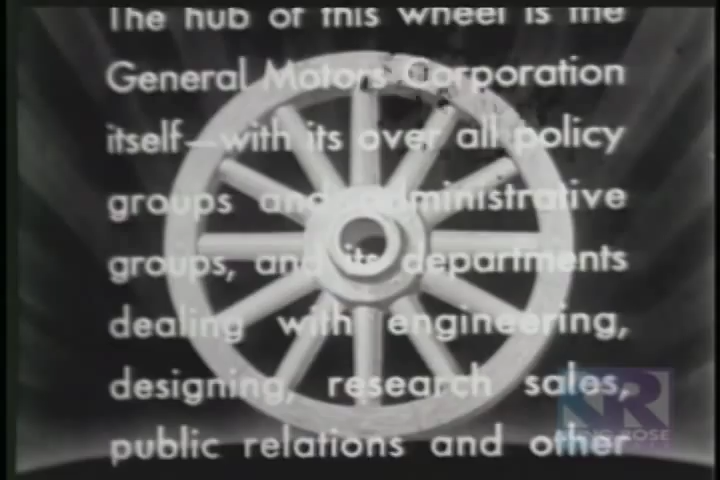 The hub of this wheel is the
General Motors Corporation
itself—with its over all policy
groups and administrative
groups, and its departments
dealing with engineering,
designing, research sales,
public relations and other